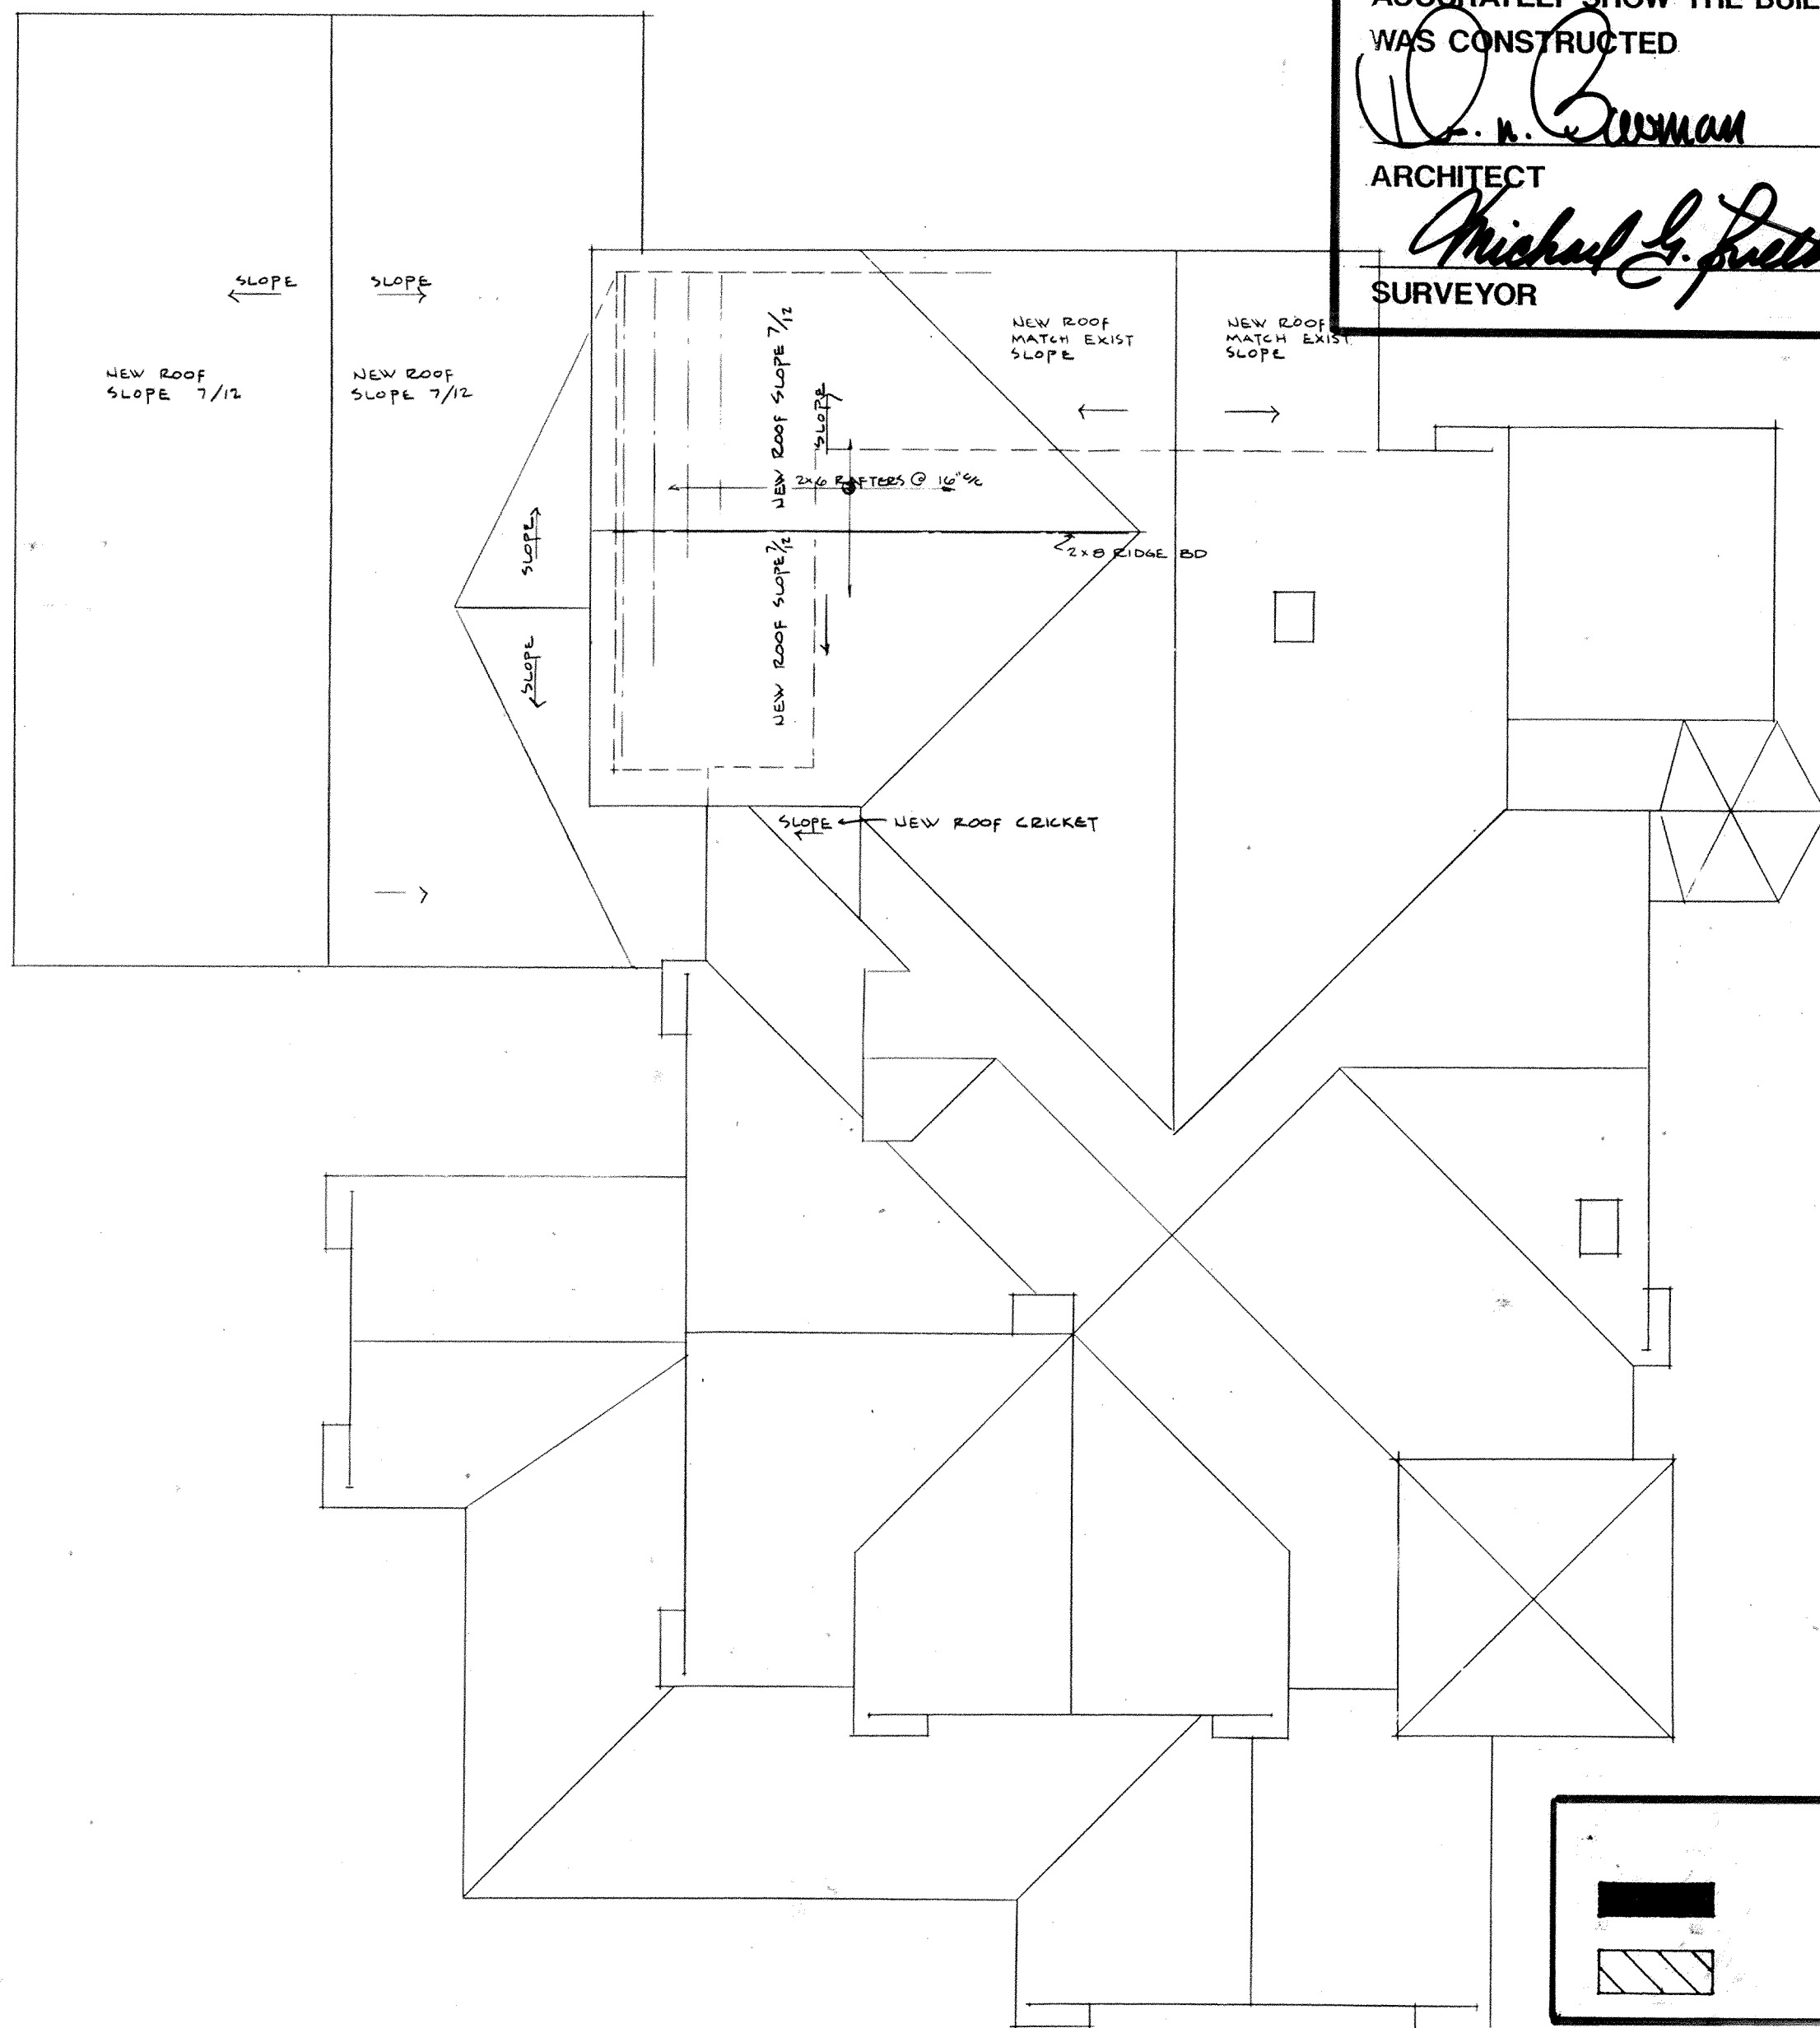 WAS CONSTRUCTED
ARCHITECT
SURVEYOR
SLOPE
SLOPE
NEW ROOF
SLOPE 7/12
NEW ROOF
SLOPE 7/12
NEW ROOF SLOPE 7/12
SLOPE
NEW ROOF
MATCH EXIST
SLOPE
NEW ROOF
MATCH EXIST.
SLOPE
2x6 RAFTERS @ 16" c/c
2x8 RIDGE BD
NEW ROOF SLOPE 7/12
SLOPE
SLOPE
SLOPE
NEW ROOF CRICKET